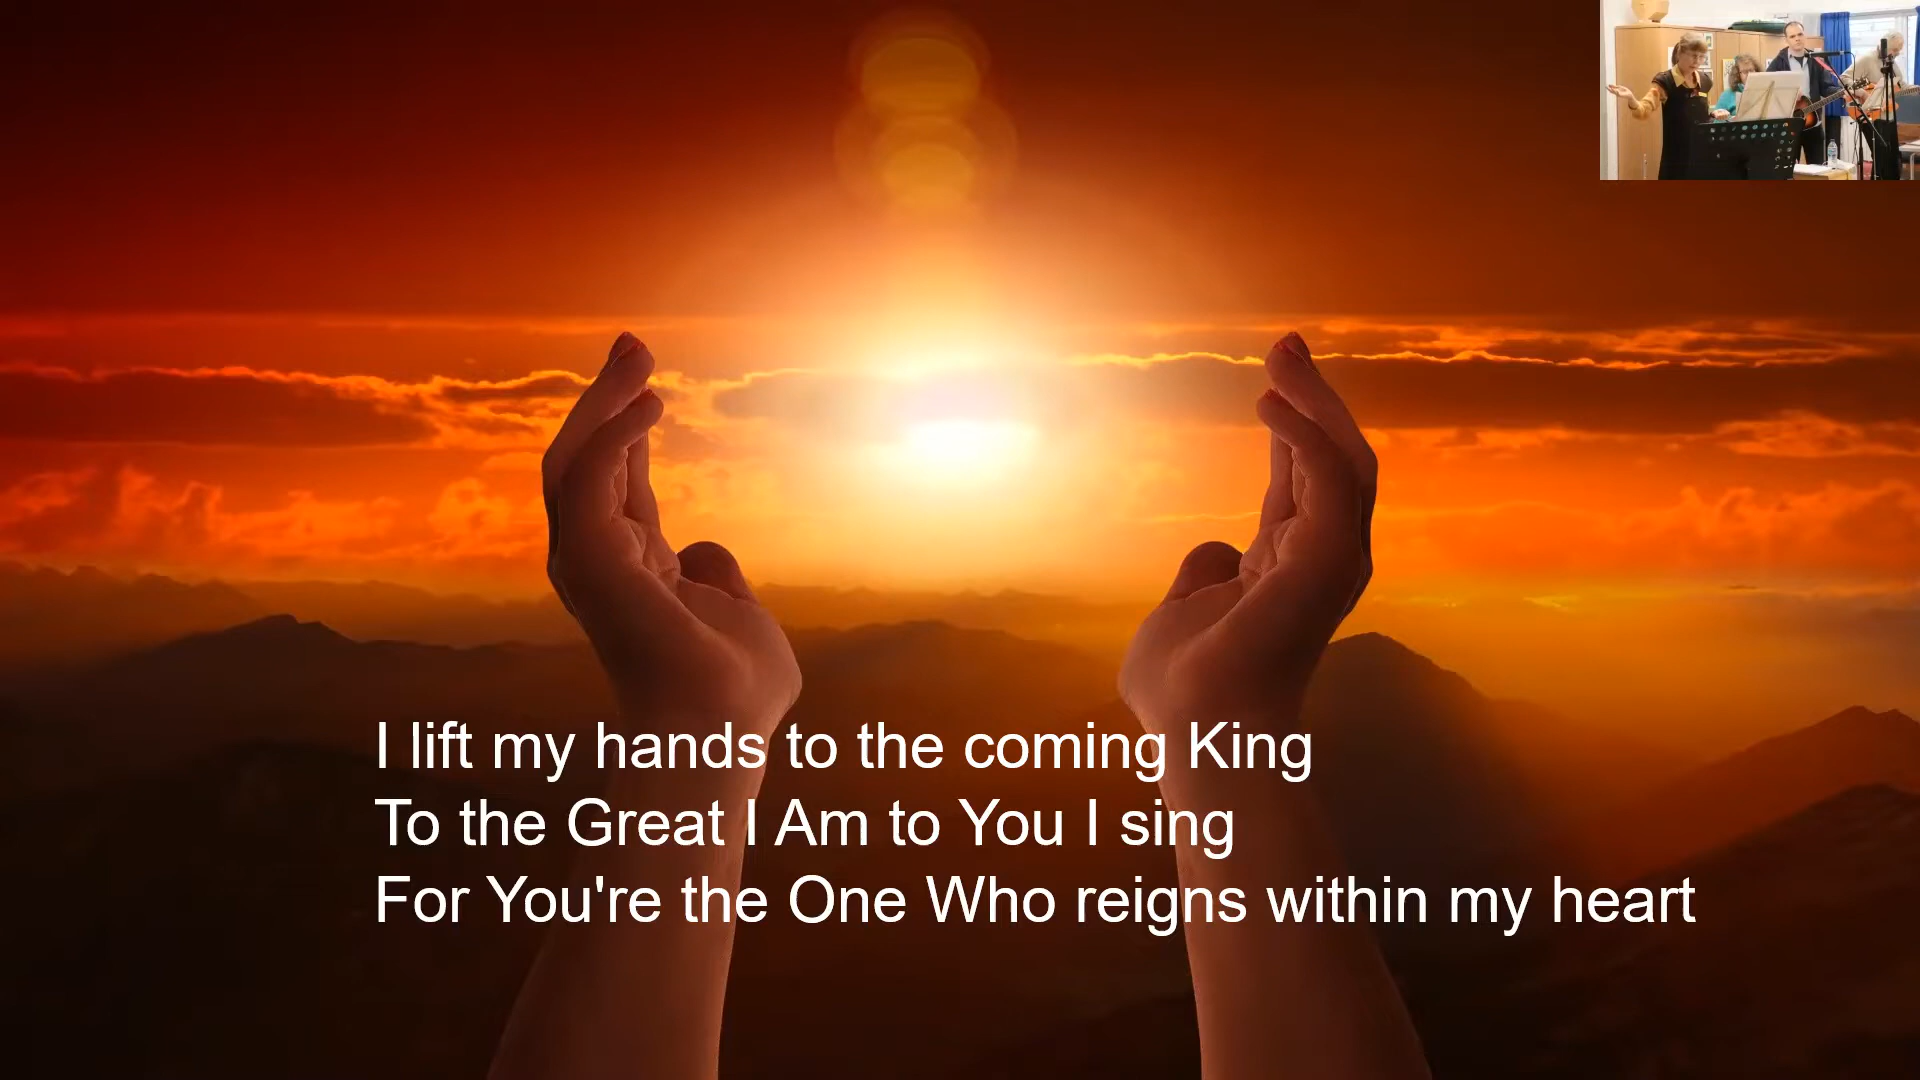 I lift my hands to the coming King
To the Great I Am to You I sing
For You're the One Who reigns within my heart